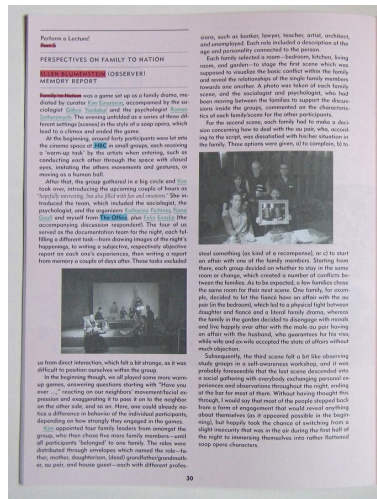 Perform a Lecture!
Part 5
PERSPECTIVES ON FAMILY TO NATION
ELLEN BLUMENSTEIN (OBSERVER)
MEMORY REPORT
Family to Nation was a game set up as a family drama, me-
diated by curator Kim Einarsson, accompanied by the so-
ciologist and the psychologist Roman
The evening unfolded as a series of three dif-
ferent settings (scenes) in the style of a soap opera, which
lead to a climax and ended the game.
At the beginning, around forty participants were let into
the cinema space at HBC in small groups, each receiving
a 'warm-up task' by the artists when entering, such as
conducting each other through the space with closed
eyes, imitating the others movements and gestures, or
moving as a human ball.
After that, the group gathered in a big circle and Kim
took over, introducing the upcoming couple of hours as
"hopefully interesting, but also filled with fun and emotions." She in-
troduced the team, which included the sociologist, the
psychologist, and the organizers Katharina Fichtner,
and myself from The Office, plus (the
accompanying discussion respondent). The four of us
served as the documentation team for the night, each ful-
filling a different task—from drawing images of the night's
happenings, to writing a subjective, respectively objective
report on each one's experiences, then writing a report
from memory a couple of days after. These tasks excluded
us from direct interaction, which felt a bit strange, as it was
difficult to position ourselves within the group.
In the beginning though, we all played some more warm-
up games, answering questions starting with "Have you
ever ...," reacting on our neighbors' movement/facial ex-
pression and exaggerating it to pass it on to the neighbor
on the other side, and so on. Here, one could already no-
tice a difference in behavior of the individual participants,
depending on how strongly they engaged in the games.
Kim appointed four family leaders from amongst the
group, who then chose five more family members—until
all participants 'belonged' to one family. The roles were
distributed through envelopes which named the role—fa-
ther, mother, daughter/son, (dead) grandfather/grandmoth-
er, au pair, and house guest—each with different profes-
sions, such as banker, lawyer, teacher, artist, architect,
and unemployed. Each role included a description of the
age and personality connected to the person.
Each family selected a room—bedroom, kitchen, living
room, and garden—to stage the first scene which was
supposed to visualize the basic conflict within the family
and reveal the relationships of the single family members
towards one another. A photo was taken of each family
scene, and the sociologist and psychologist, who had
been moving between the families to support the discus-
sions inside the groups, commented on the characteris-
tics of each family/scene for the other participants.
For the second scene, each family had to make a deci-
sion concerning how to deal with the au pair, who, accord-
ing to the script, was dissatisfied with his/her situation in
the family. Three options were given, a) to complain, b) to
steal something (as kind of a recompense), or c) to start
an affair with one of the family members. Starting from
there, each group decided on whether to stay in the same
room or change, which created a number of conflicts be-
tween the families. As to be expected, a few families chose
the same room for their next scene. One family, for exam-
ple, decided to let the fiancé have an affair with the au
pair (in the bedroom), which led to a physical fight between
daughter and fiancé and a literal family drama, whereas
the family in the garden decided to disengage morals and
live happily ever after with the male au pair having
an affair with the husband, who guarantees for his visa,
while wife and ex-wife accepted the state of affairs without
much objection.
Subsequently, the third scene felt a bit like observing
study groups in a self-awareness workshop, and it was
probably foreseeable that the last scene descended into
a social gathering with everybody exchanging personal ex-
periences and observations throughout the night, ending
at the bar for most of them. Without having thought this
through, I would say that most of the people stepped back
from a form of engagement that would reveal anything
about themselves (as it appeared possible in the begin-
ning), but happily took the chance of switching from a
slight insecurity that was in the air during the first half of
the night to immersing themselves into rather flattened
soap opera characters.
30